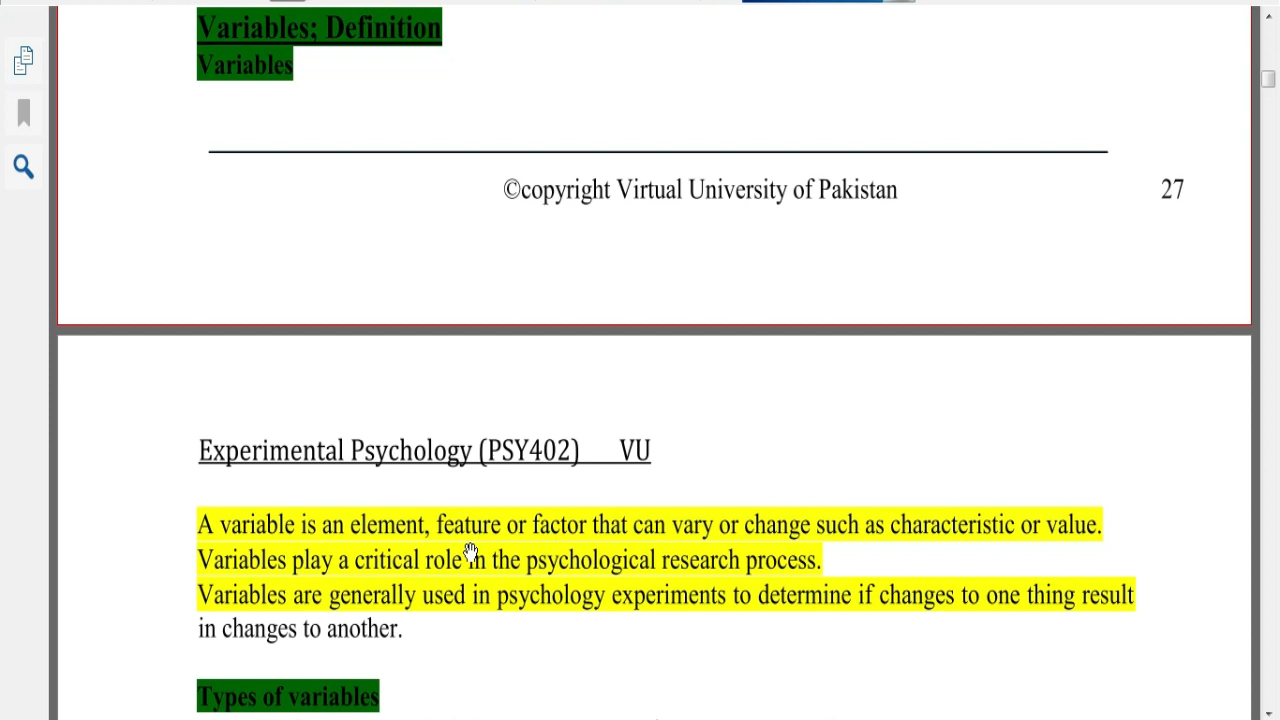 Variables; Definition
Variables
©copyright Virtual University of Pakistan 27
Experimental Psychology (PSY402) VU
A variable is an element, feature or factor that can vary or change such as characteristic or value.
Variables play a critical role in the psychological research process.
Variables are generally used in psychology experiments to determine if changes to one thing result
in changes to another.
Types of variables